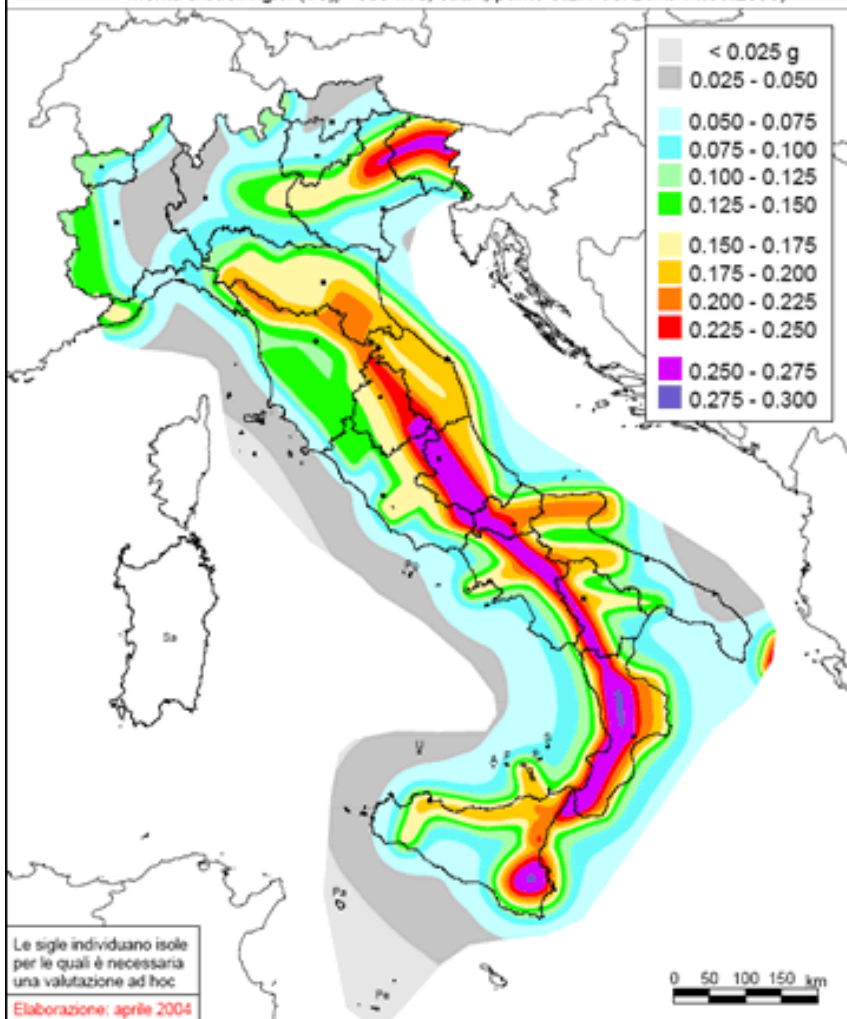 < 0.025 g
0.025 - 0.050
0.050 - 0.075
0.075 - 0.100
0.100 - 0.125
0.125 - 0.150
0.150 - 0.175
0.175 - 0.200
0.200 - 0.225
0.225 - 0.250
0.250 - 0.275
0.275 - 0.300
Sa
U
A
F
S
Pa
Pe
Le sigle individuano isole
per le quali è necessaria
una valutazione ad hoc
Elaborazione: aprile 2004
0 50 100 150 km